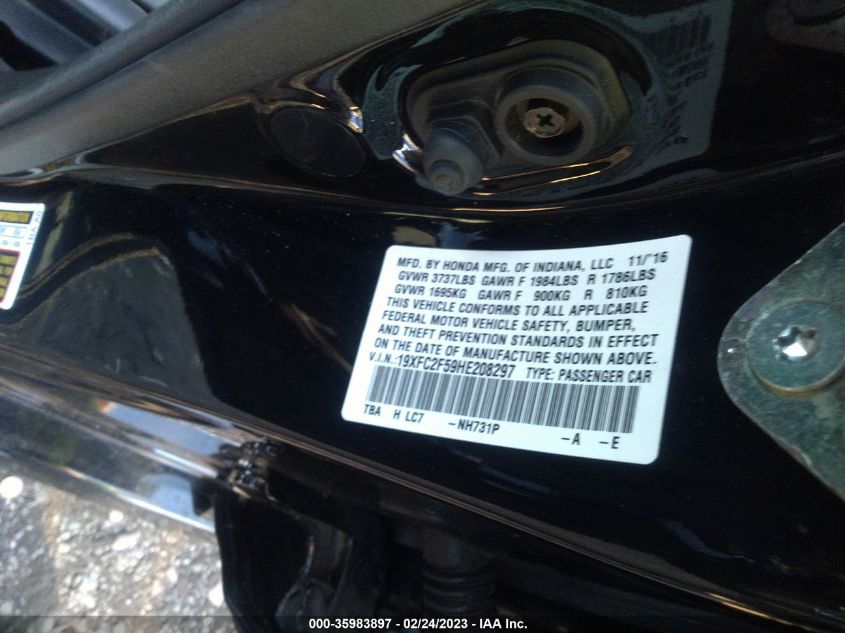 MFD. BY HONDA MFG. OF INDIANA, LLC 11/'16
GVWR 3737LBS GAWR F 1984LBS R 1786LBS
GVWR 1695KG GAWR F 900KG R 810KG
THIS VEHICLE CONFORMS TO ALL APPLICABLE
FEDERAL MOTOR VEHICLE SAFETY, BUMPER,
AND THEFT PREVENTION STANDARDS IN EFFECT
ON THE DATE OF MANUFACTURE SHOWN ABOVE.
V.I.N.:19XFC2F59HE208297 TYPE: PASSENGER CAR
TBA H LC7 -NH731P -A -E
000-35983897 - 02/24/2023 - IAA Inc.